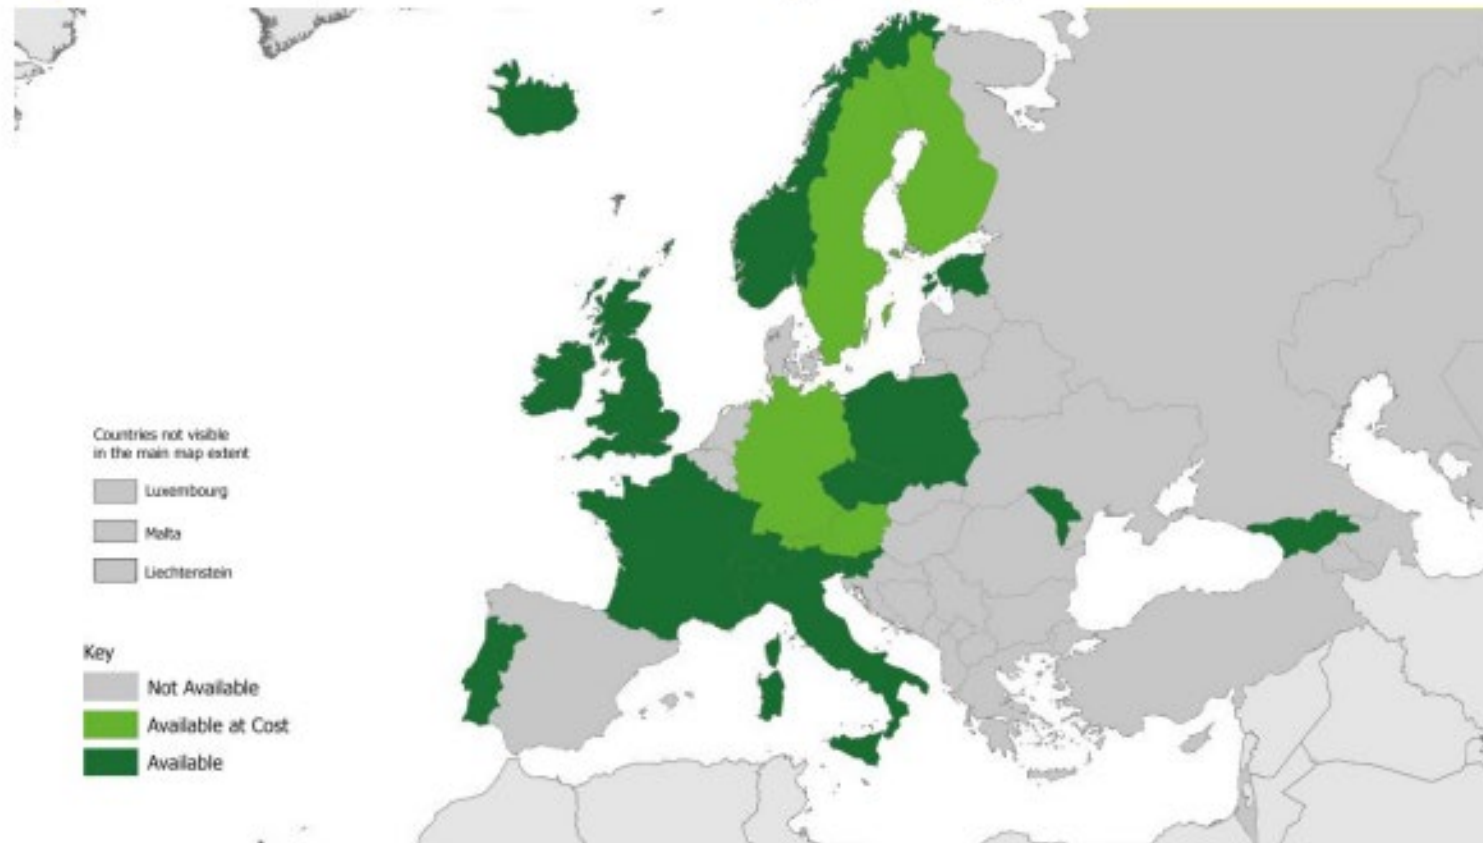 Countries not visible
in the main map extent
Luxembourg
Malta
Liechtenstein
Key
Not Available
Available at Cost
Available